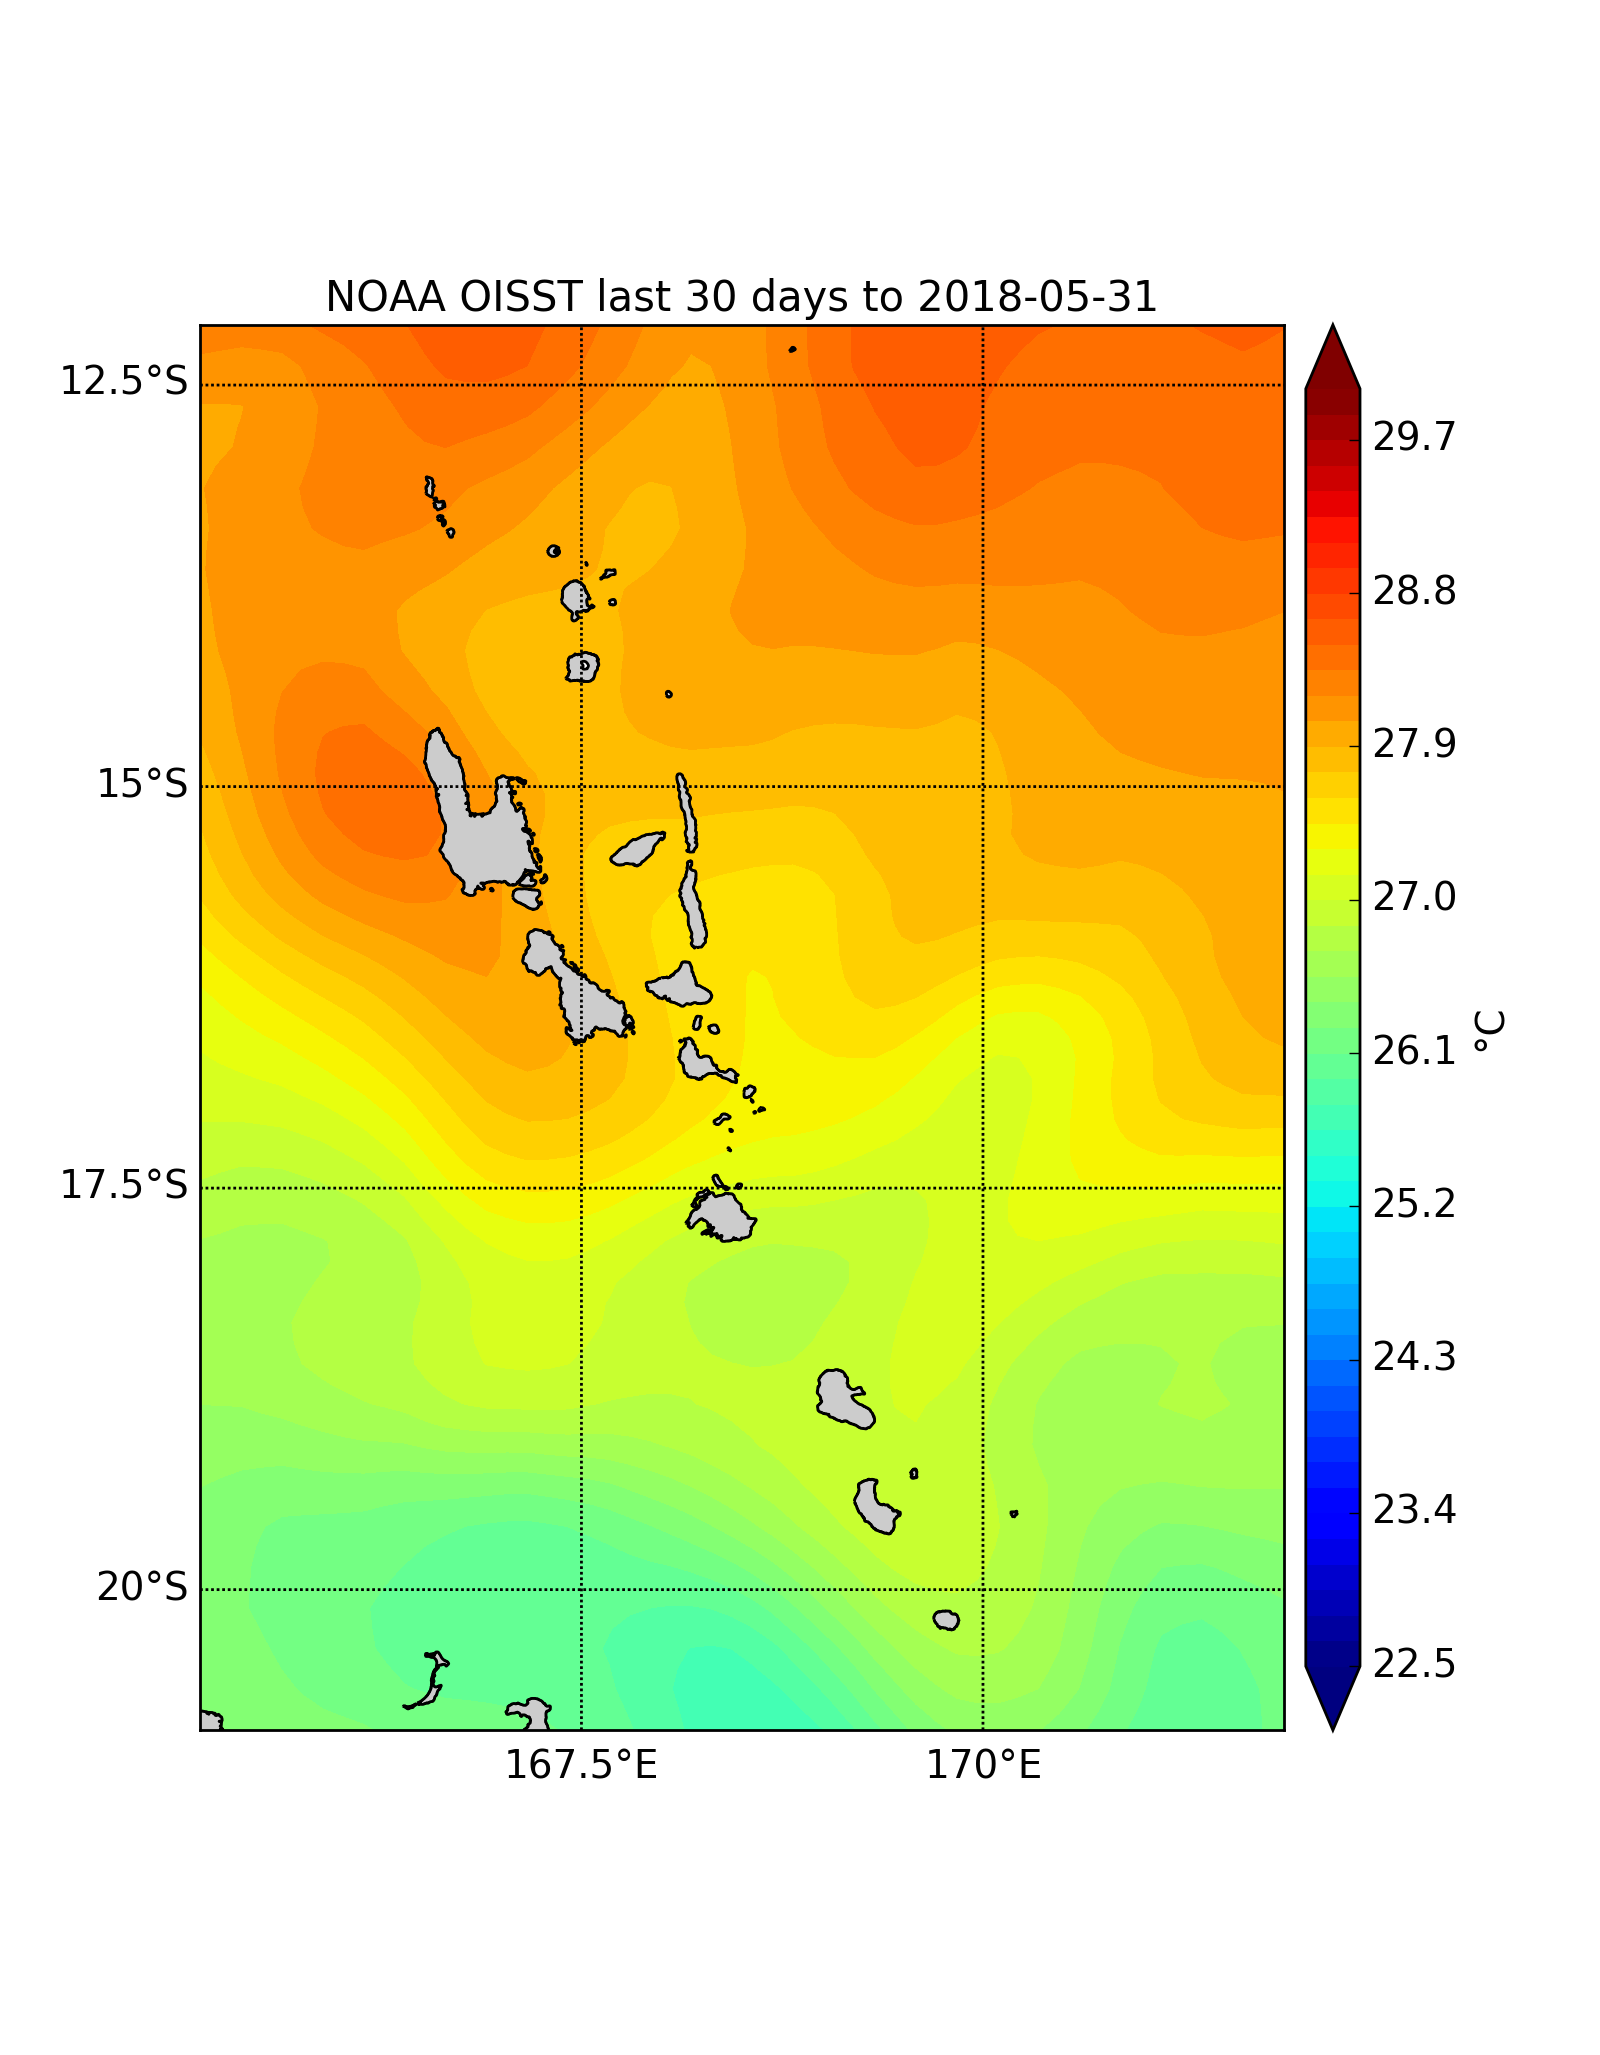 NOAA OISST last 30 days to 2018-05-31
12.5°S
15°S
17.5°S
20°S
167.5°E
170°E
29.7
28.8
27.9
27.0
26.1
25.2
24.3
23.4
22.5
°C